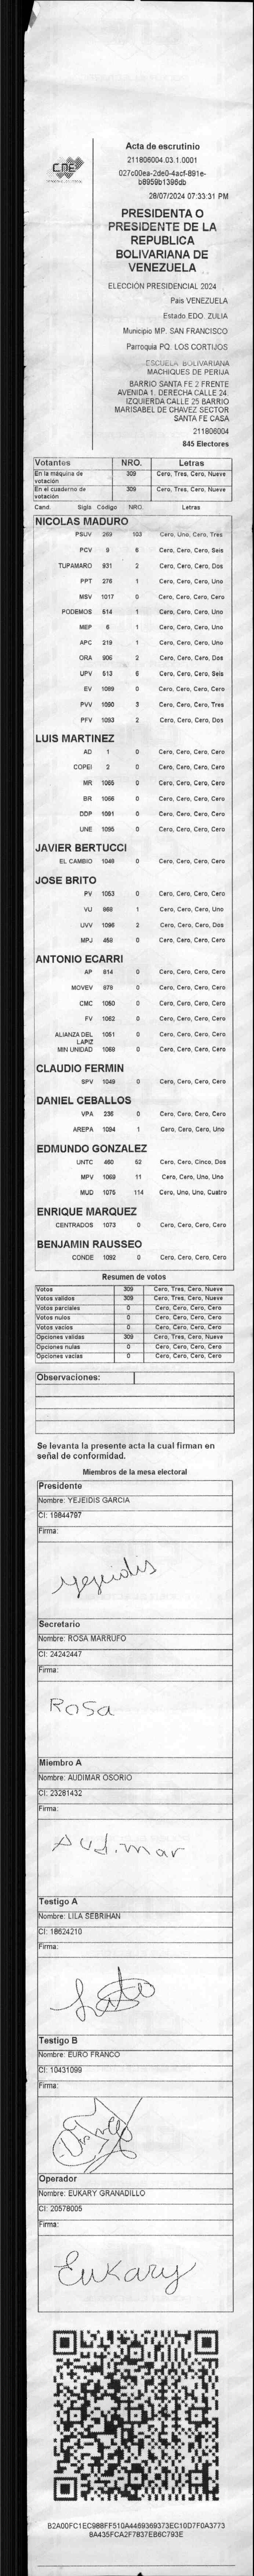 CNE
Acta de escrutinio
211806004.03.1.0001
027c00ea-2de0-4acf-891e-
b8959b1396db
28/07/2024 07:33:31 PM
PRESIDENTA O
PRESIDENTE DE LA
REPUBLICA
BOLIVARIANA DE
VENEZUELA
ELECCIÓN PRESIDENCIAL 2024
Pais VENEZUELA
Estado EDO. ZULIA
Municipio MP. SAN FRANCISCO
Parroquia PQ. LOS CORTIJOS
ESCUELA BOLIVARIANA
MACHIQUES DE PERIJA
BARRIO SANTA FE 2 FRENTE
AVENIDA 1. DERECHA CALLE 24.
IZQUIERDA CALLE 25 BARRIO
MARISABEL DE CHAVEZ SECTOR
SANTA FE CASA
211806004
845 Electores
Votantes NRO. Letras
En la máquina de votación 309 Cero, Tres, Cero, Nueve
En el cuaderno de votación 309 Cero, Tres, Cero, Nueve
Cand. Sigla Código NRO. Letras
NICOLAS MADURO
PSUV 269 103 Cero, Uno, Cero, Tres
PCV 9 6 Cero, Cero, Cero, Seis
TUPAMARO 931 2 Cero, Cero, Cero, Dos
PPT 276 1 Cero, Cero, Cero, Uno
MSV 1017 0 Cero, Cero, Cero, Cero
PODEMOS 514 1 Cero, Cero, Cero, Uno
MEP 6 1 Cero, Cero, Cero, Uno
APC 219 1 Cero, Cero, Cero, Uno
ORA 906 2 Cero, Cero, Cero, Dos
UPV 513 6 Cero, Cero, Cero, Seis
EV 1089 0 Cero, Cero, Cero, Cero
PVV 1090 3 Cero, Cero, Cero, Tres
PFV 1093 2 Cero, Cero, Cero, Dos
LUIS MARTINEZ
AD 1 0 Cero, Cero, Cero, Cero
COPEI 2 0 Cero, Cero, Cero, Cero
MR 1065 0 Cero, Cero, Cero, Cero
BR 1066 0 Cero, Cero, Cero, Cero
DDP 1091 0 Cero, Cero, Cero, Cero
UNE 1095 0 Cero, Cero, Cero, Cero
JAVIER BERTUCCI
EL CAMBIO 1048 0 Cero, Cero, Cero, Cero
JOSE BRITO
PV 1053 0 Cero, Cero, Cero, Cero
VU 868 1 Cero, Cero, Cero, Uno
UVV 1096 2 Cero, Cero, Cero, Dos
MPJ 458 0 Cero, Cero, Cero, Cero
ANTONIO ECARRI
AP 814 0 Cero, Cero, Cero, Cero
MOVEV 878 0 Cero, Cero, Cero, Cero
CMC 1050 0 Cero, Cero, Cero, Cero
FV 1062 0 Cero, Cero, Cero, Cero
ALIANZA DEL LAPIZ 1051 0 Cero, Cero, Cero, Cero
MIN UNIDAD 1068 0 Cero, Cero, Cero, Cero
CLAUDIO FERMIN
SPV 1049 0 Cero, Cero, Cero, Cero
DANIEL CEBALLOS
VPA 236 0 Cero, Cero, Cero, Cero
AREPA 1094 1 Cero, Cero, Cero, Uno
EDMUNDO GONZALEZ
UNTC 460 52 Cero, Cero, Cinco, Dos
MPV 1069 11 Cero, Cero, Uno, Uno
MUD 1075 114 Cero, Uno, Uno, Cuatro
ENRIQUE MARQUEZ
CENTRADOS 1073 0 Cero, Cero, Cero, Cero
BENJAMIN RAUSSEO
CONDE 1092 0 Cero, Cero, Cero, Cero
Resumen de votos
Votos 309 Cero, Tres, Cero, Nueve
Votos validos 309 Cero, Tres, Cero, Nueve
Votos parciales 0 Cero, Cero, Cero, Cero
Votos nulos 0 Cero, Cero, Cero, Cero
Votos vacios 0 Cero, Cero, Cero, Cero
Opciones validas 309 Cero, Tres, Cero, Nueve
Opciones nulas 0 Cero, Cero, Cero, Cero
Opciones vacias 0 Cero, Cero, Cero, Cero
Observaciones:
Se levanta la presente acta la cual firman en
señal de conformidad.
Miembros de la mesa electoral
Presidente
Nombre: YEJEIDIS GARCIA
CI: 19844797
Firma:
Yejeidis
Secretario
Nombre: ROSA MARRUFO
CI: 24242447
Firma:
Rosa
Miembro A
Nombre: AUDIMAR OSORIO
CI: 23281432
Firma:
Audimar
Testigo A
Nombre: LILA SEBRIHAN
CI: 18624210
Firma:
Testigo B
Nombre: EURO FRANCO
CI: 10431099
Firma:
Operador
Nombre: EUKARY GRANADILLO
CI: 20578005
Firma:
Eukary
B2A00FC1EC988FF510A4469369373EC10D7F0A3773
8A435FCA2F7837EB6C793E